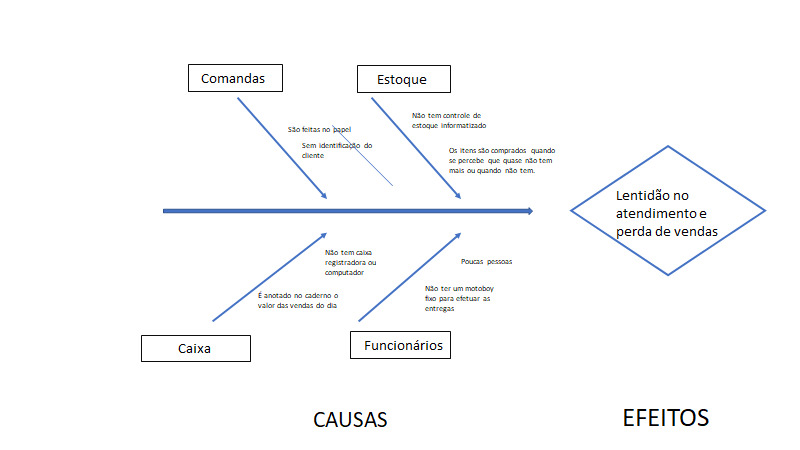 Comandas
Estoque
São feitas no papel
Sem identificação do
cliente
Não tem controle de
estoque informatizado
Os itens são comprados quando
se percebe que quase não tem
mais ou quando não tem.
Lentidão no
atendimento e
perda de vendas
Não tem caixa
registradora ou
computador
É anotado no caderno o
valor das vendas do dia
Poucas pessoas
Não ter um motoboy
fixo para efetuar as
entregas
Caixa
Funcionários
CAUSAS
EFEITOS